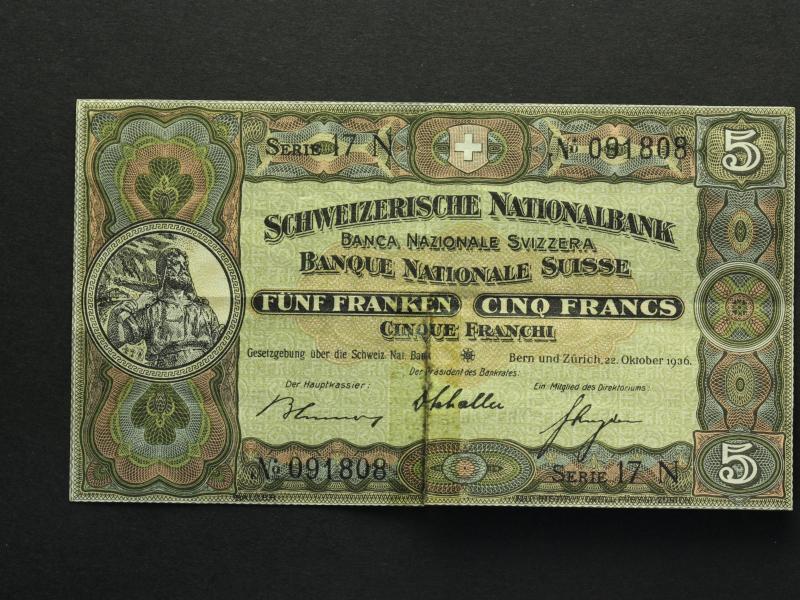 SERIE 17 N
No 091808
5
SCHWEIZERISCHE NATIONALBANK
BANCA NAZIONALE SVIZZERA
BANQUE NATIONALE SUISSE
FÜNF FRANKEN CINQ FRANCS
CINQUE FRANCHI
Gesetzgebung über die Schweiz. Nat. Bank
Bern und Zürich, 22. Oktober 1936.
Der Präsident des Bankrates:
Der Hauptkassier:
Ein Mitglied des Direktoriums:
No 091808
SERIE 17 N
5
BALZER